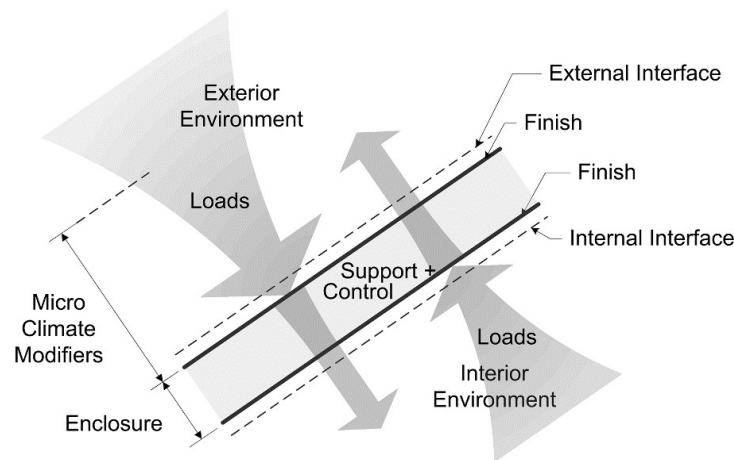 External Interface
Exterior
Environment
Finish
Finish
Loads
Internal Interface
Support +
Control
Micro
Climate
Modifiers
Loads
Interior
Environment
Enclosure